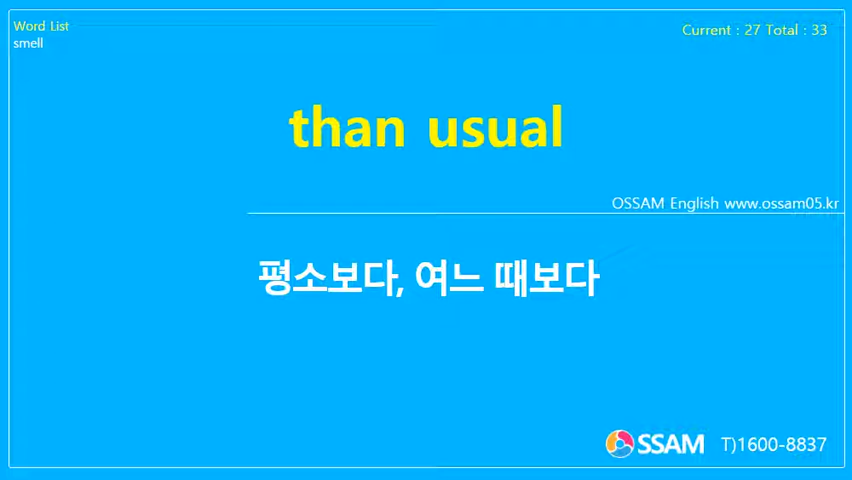 Word List
smell
Current : 27 Total : 33
than usual
OSSAM English www.ossam05.kr
평소보다, 여느 때보다
OSSAM T)1600-8837